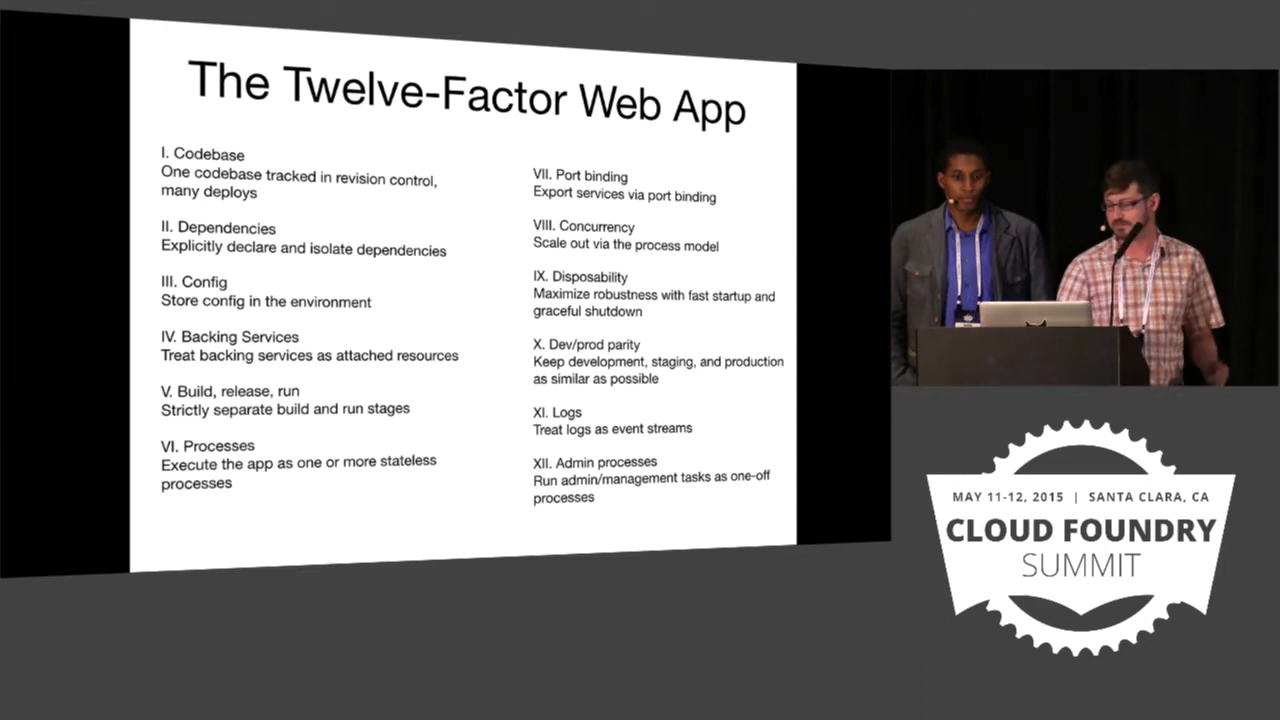 The Twelve-Factor Web App
I. Codebase
One codebase tracked in revision control,
many deploys
II. Dependencies
Explicitly declare and isolate dependencies
III. Config
Store config in the environment
IV. Backing Services
Treat backing services as attached resources
V. Build, release, run
Strictly separate build and run stages
VI. Processes
Execute the app as one or more stateless
processes
VII. Port binding
Export services via port binding
VIII. Concurrency
Scale out via the process model
IX. Disposability
Maximize robustness with fast startup and
graceful shutdown
X. Dev/prod parity
Keep development, staging, and production
as similar as possible
XI. Logs
Treat logs as event streams
XII. Admin processes
Run admin/management tasks as one-off
processes
MAY 11-12, 2015 | SANTA CLARA, CA
CLOUD FOUNDRY
SUMMIT